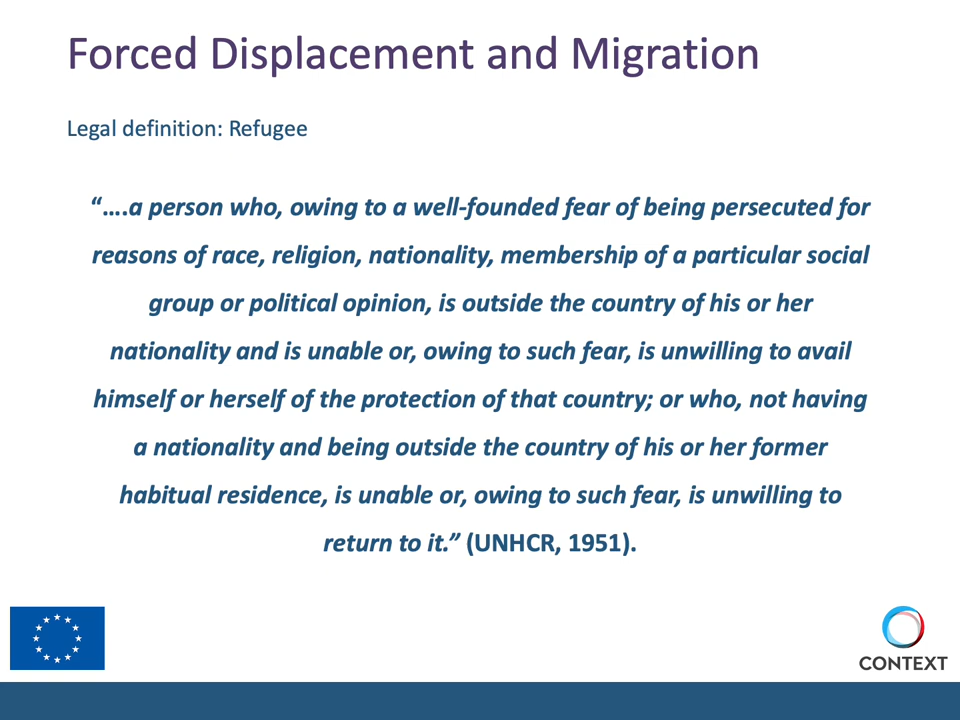 Forced Displacement and Migration
Legal definition: Refugee
“….a person who, owing to a well-founded fear of being persecuted for
reasons of race, religion, nationality, membership of a particular social
group or political opinion, is outside the country of his or her
nationality and is unable or, owing to such fear, is unwilling to avail
himself or herself of the protection of that country; or who, not having
a nationality and being outside the country of his or her former
habitual residence, is unable or, owing to such fear, is unwilling to
return to it.” (UNHCR, 1951).
CONTEXT